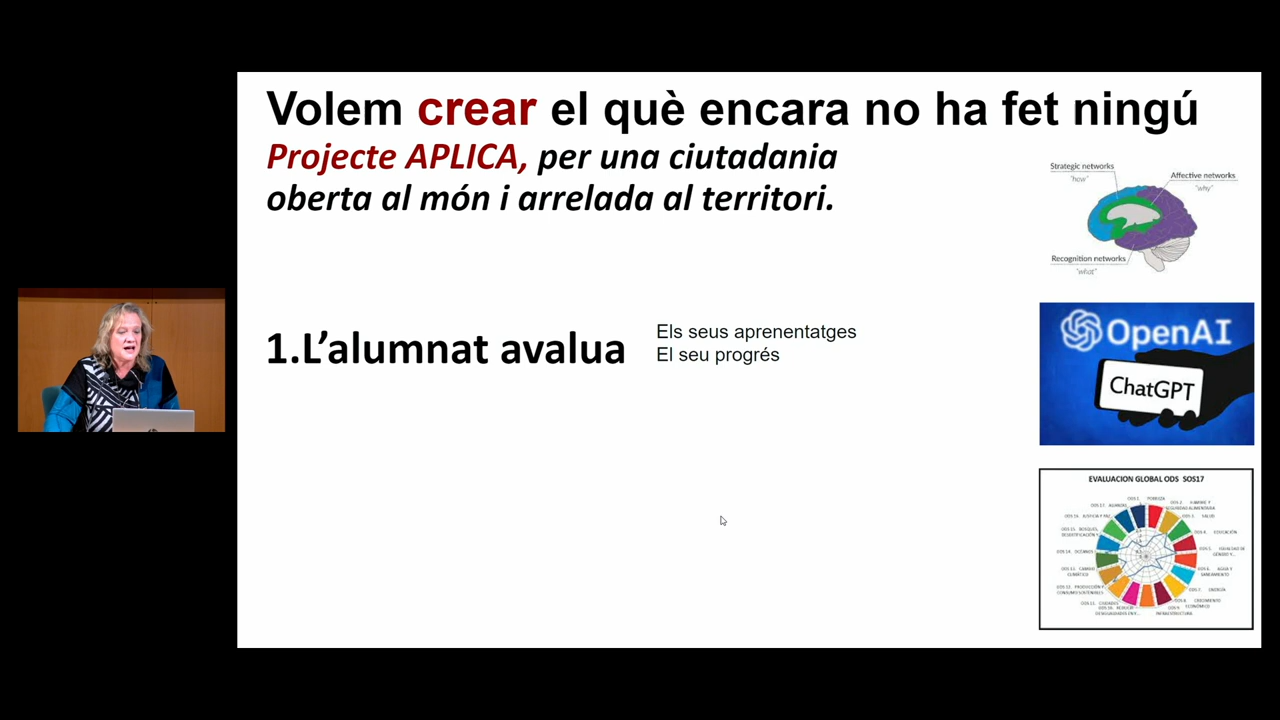 Volem crear el què encara no ha fet ningú
Projecte APLICA, per una ciutadania
oberta al món i arrelada al territori.
Strategic networks
"how"
Affective networks
"why"
Recognition networks
"what"
1.L'alumnat avalua
Els seus aprenentatges
El seu progrés
OpenAI
ChatGPT
EVALUACION GLOBAL ODS SOS17